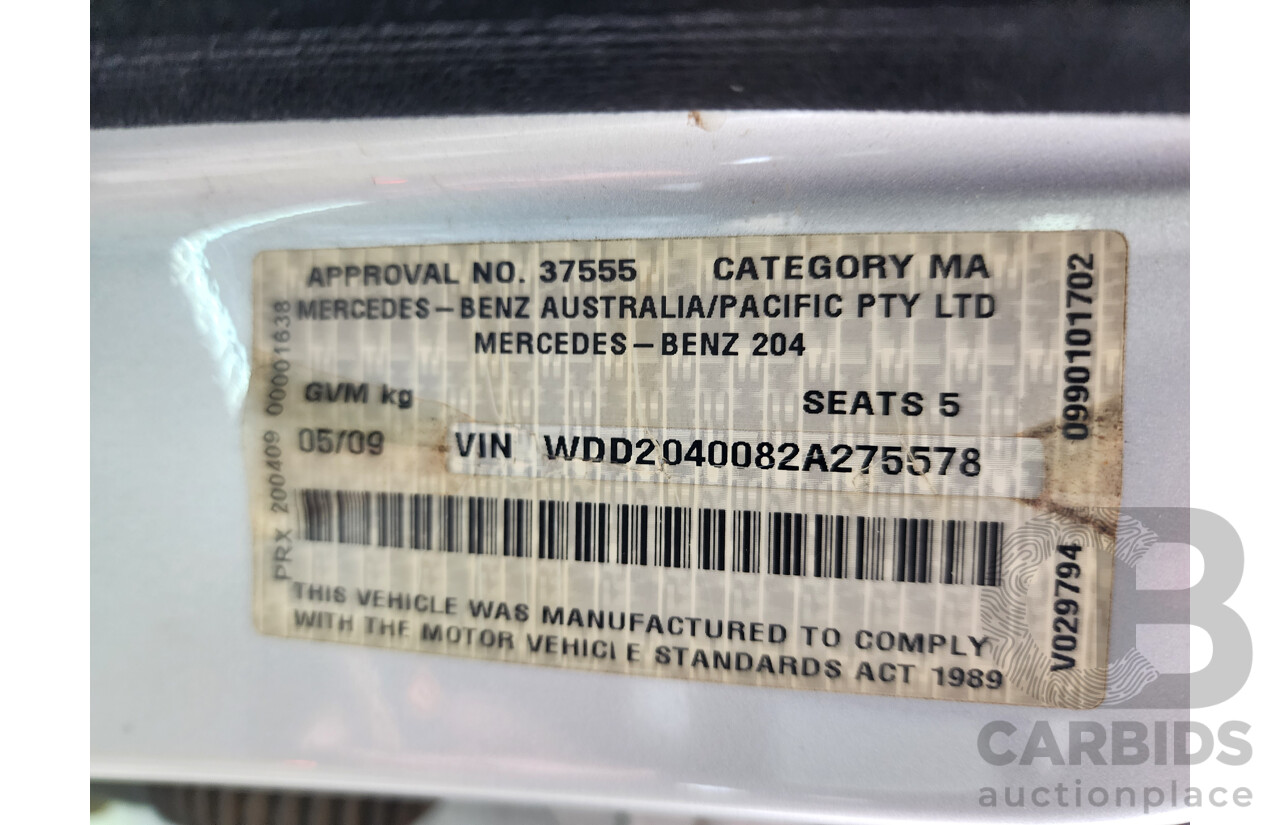 APPROVAL NO. 37555 CATEGORY MA
MERCEDES-BENZ AUSTRALIA/PACIFIC PTY LTD
MERCEDES-BENZ 204
GVM kg SEATS 5
05/09 VIN WDD2040082A275578
THIS VEHICLE WAS MANUFACTURED TO COMPLY
WITH THE MOTOR VEHICLE STANDARDS ACT 1989
PRX 200409 00001638
0990101702
V029794
CB
CARBIDS
auctionplace